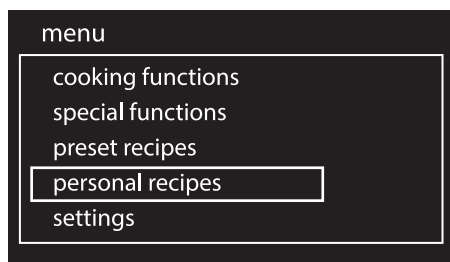 menu
cooking functions
special functions
preset recipes
personal recipes
settings